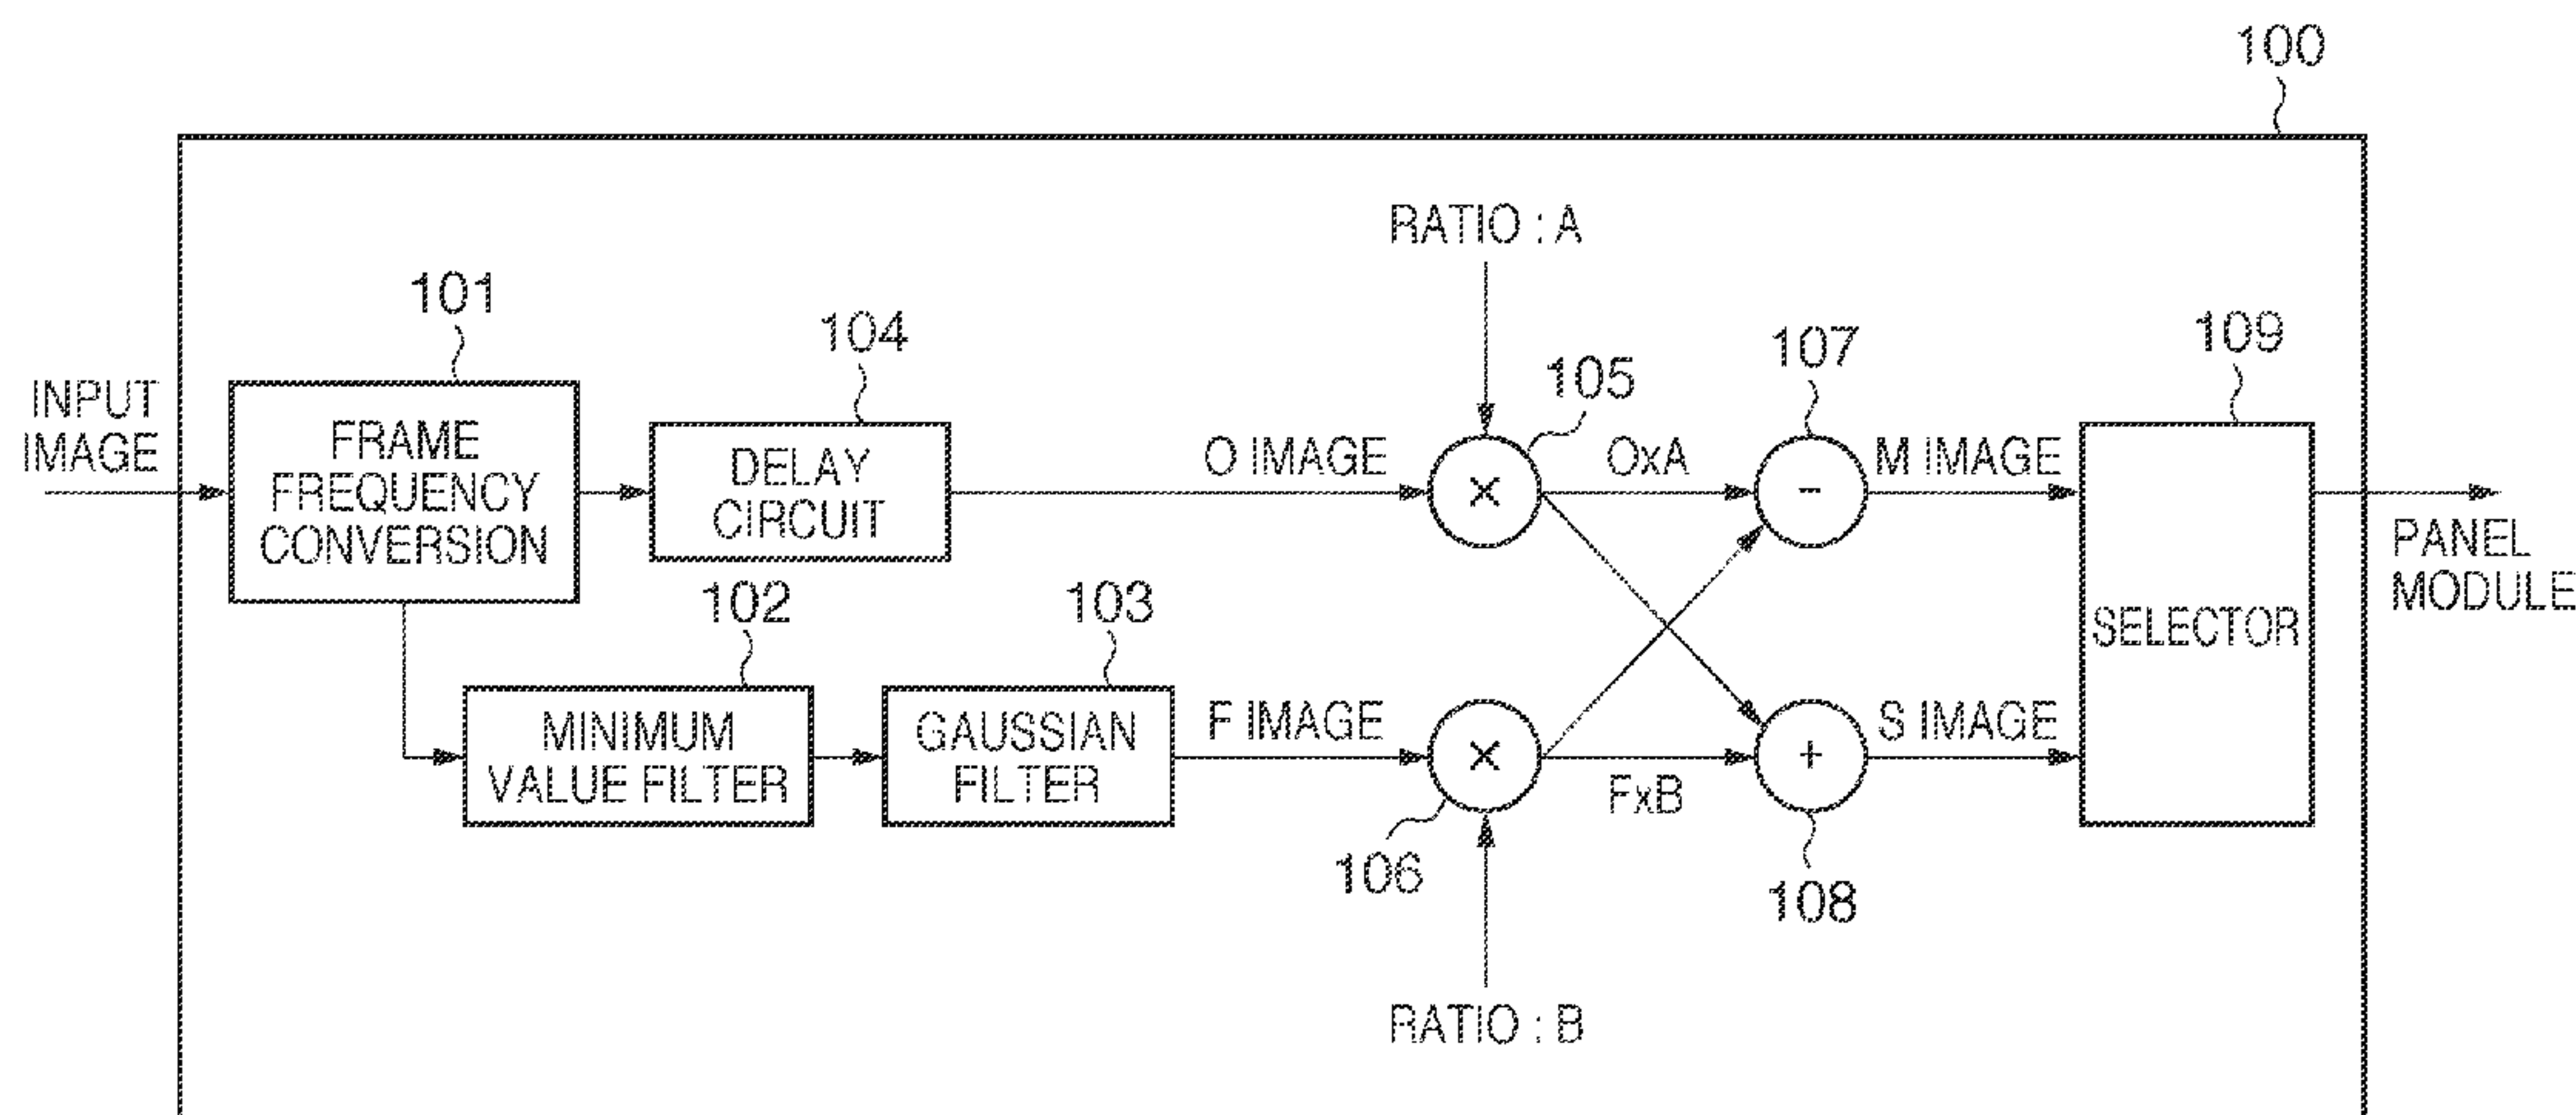 100
RATIO : A
101
104
105
107
109
INPUT
IMAGE
FRAME
FREQUENCY
CONVERSION
DELAY
CIRCUIT
O IMAGE
×
OxA
-
M IMAGE
SELECTOR
PANEL
MODULE
102
103
MINIMUM
VALUE FILTER
GAUSSIAN
FILTER
F IMAGE
×
FxB
+
S IMAGE
106
108
RATIO : B